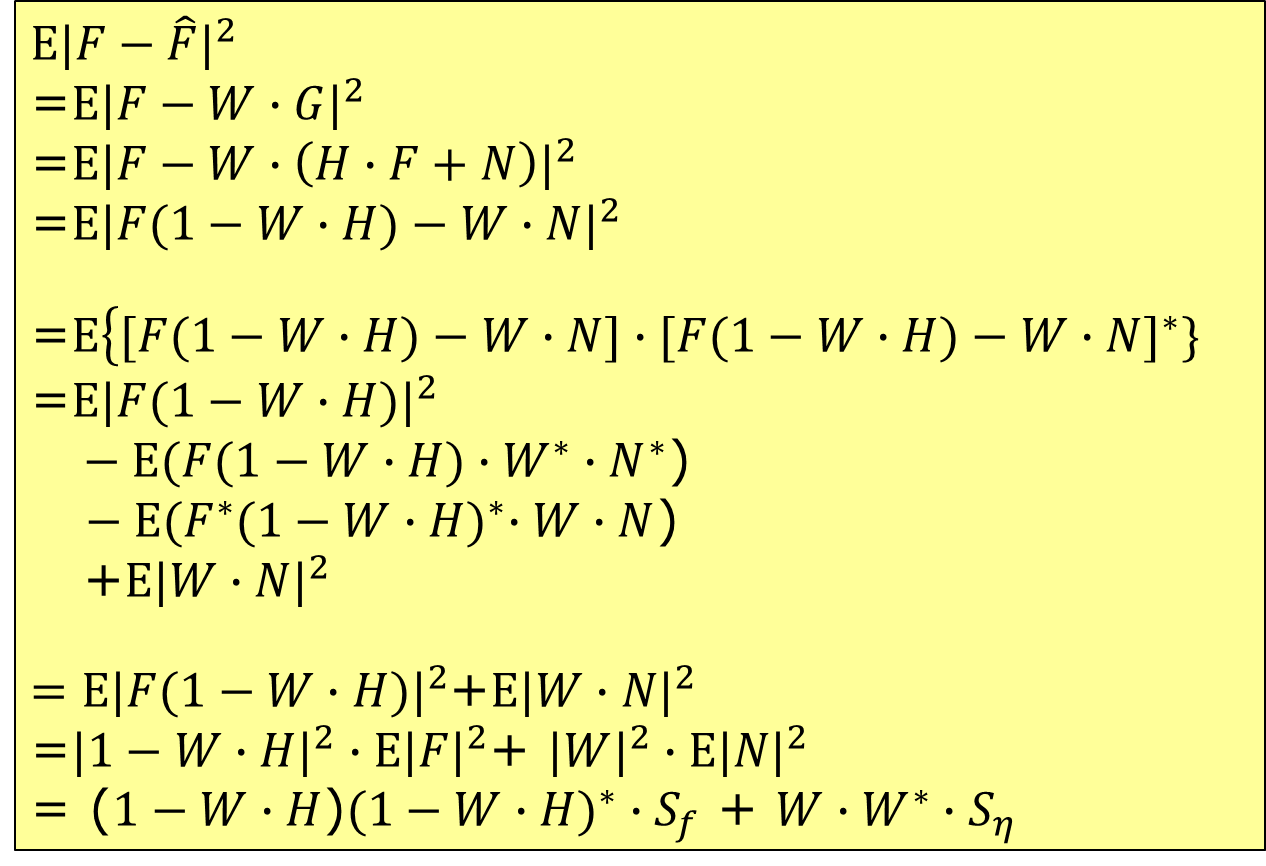 E|F − F̂|²
=E|F − W · G|²
=E|F − W · (H · F + N)|²
=E|F(1 − W · H) − W · N|²
=E{[F(1 − W · H) − W · N] · [F(1 − W · H) − W · N]*}
=E|F(1 − W · H)|²
− E(F(1 − W · H) · W* · N*)
− E(F*(1 − W · H)*· W · N)
+E|W · N|²
= E|F(1 − W · H)|²+E|W · N|²
=|1 − W · H|² · E|F|²+ |W|² · E|N|²
= (1 − W · H)(1 − W · H)* · S_f + W · W* · S_η